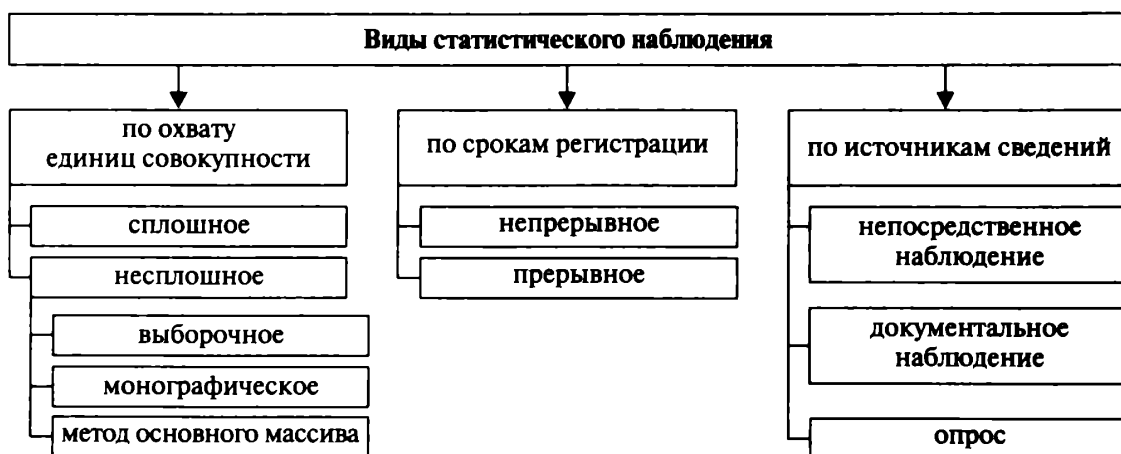 Виды статистического наблюдения
по охвату
единиц совокупности
сплошное
несплошное
выборочное
монографическое
метод основного массива
по срокам регистрации
непрерывное
прерывное
по источникам сведений
непосредственное
наблюдение
документальное
наблюдение
опрос